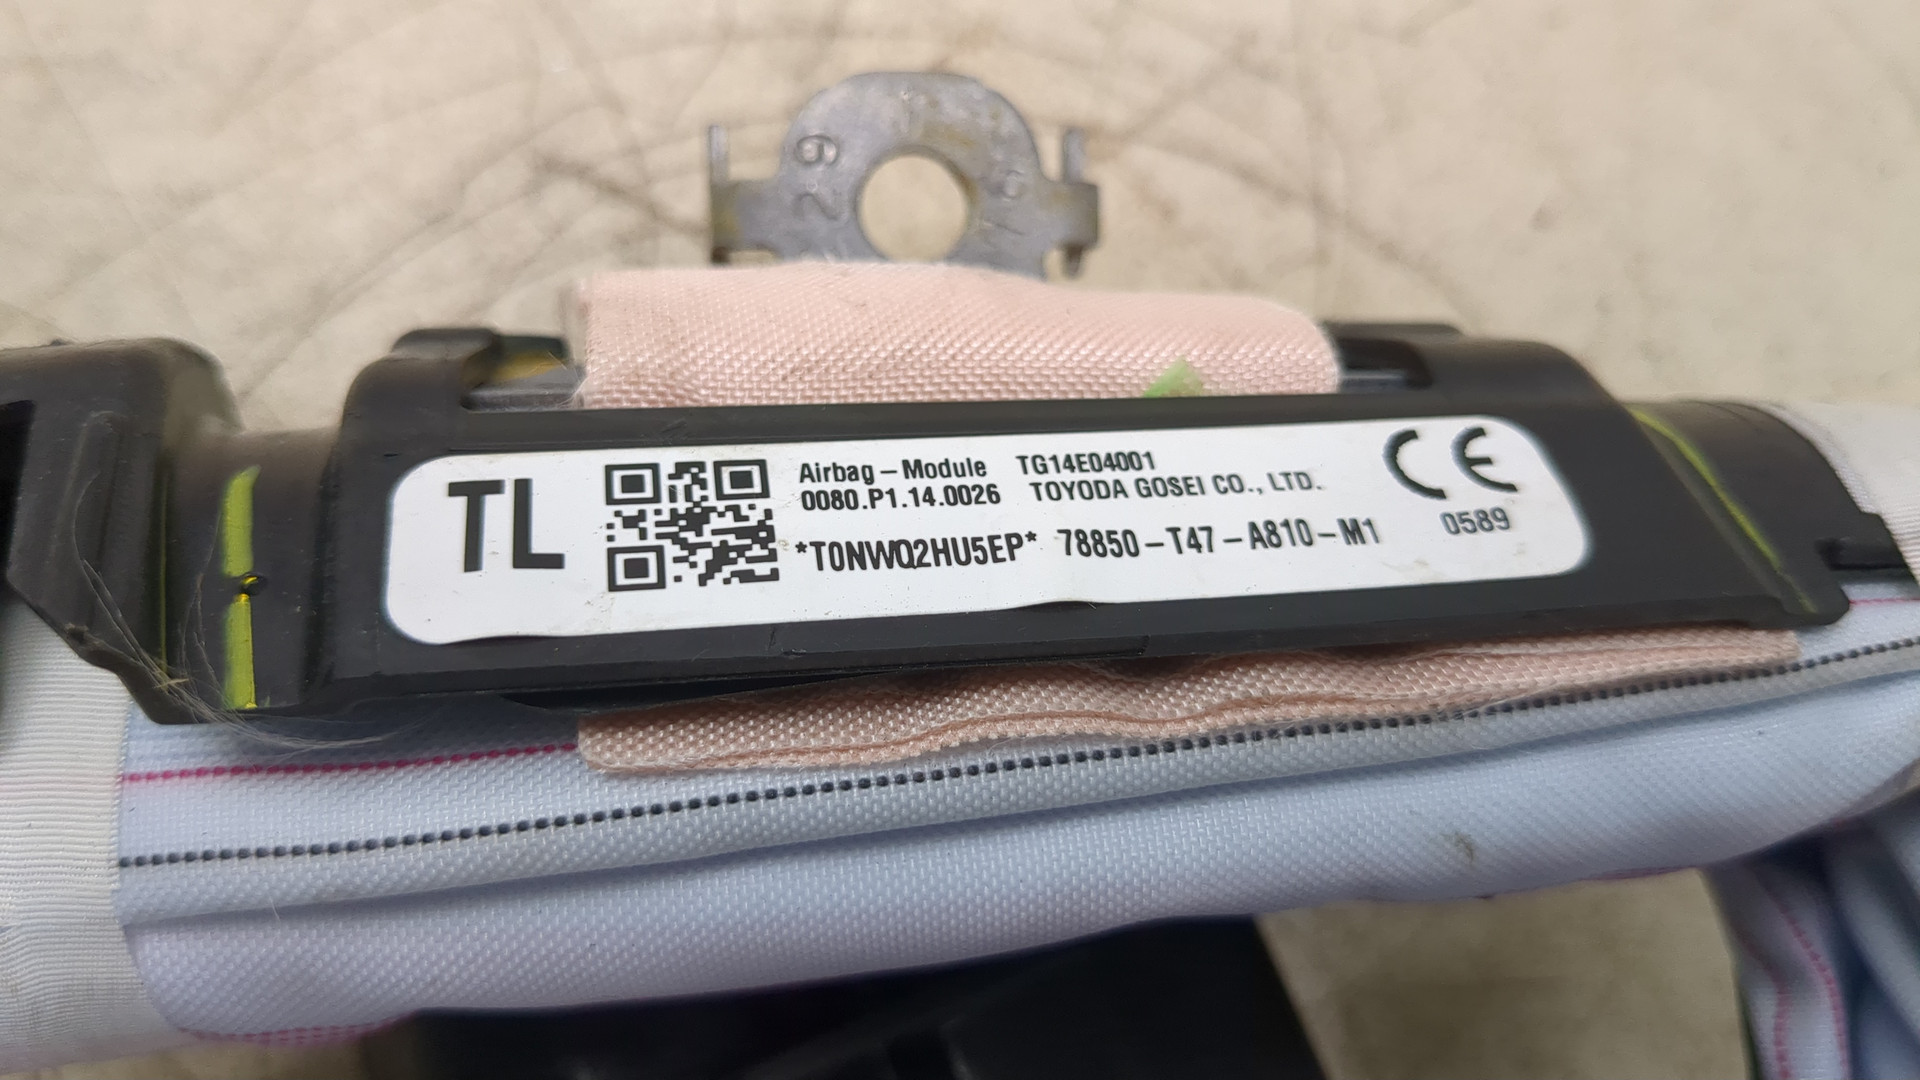 62
TL
Airbag-Module TG14E04001
0080.P1.14.0026 TOYODA GOSEI CO., LTD.
*T0NWQ2HU5EP* 78850-T47-A810-M1
CE
0589